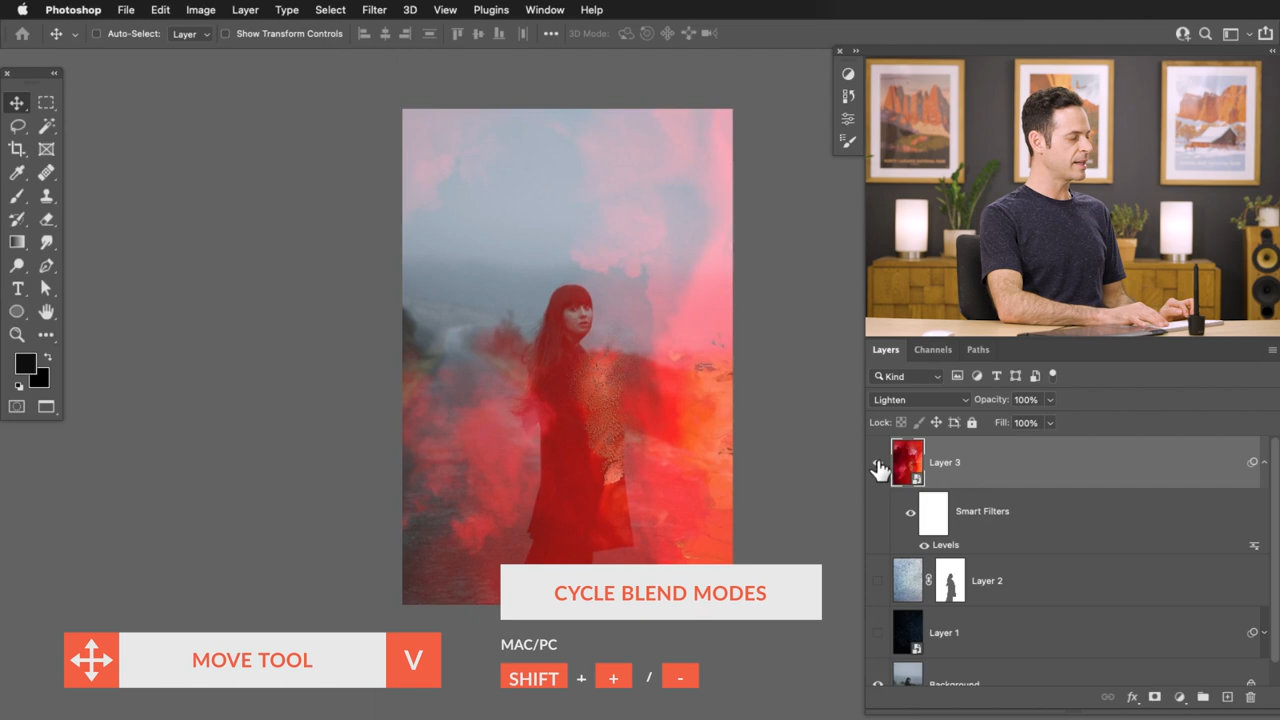 Photoshop File Edit Image Layer Type Select Filter 3D View Plugins Window Help
Auto-Select: Layer Show Transform Controls ••• 3D Mode:
Layers Channels Paths
Kind
Lighten Opacity: 100%
Lock: Fill: 100%
Layer 3
Smart Filters
Levels
Layer 2
Layer 1
Background
CYCLE BLEND MODES
MAC/PC
SHIFT + + / -
MOVE TOOL V